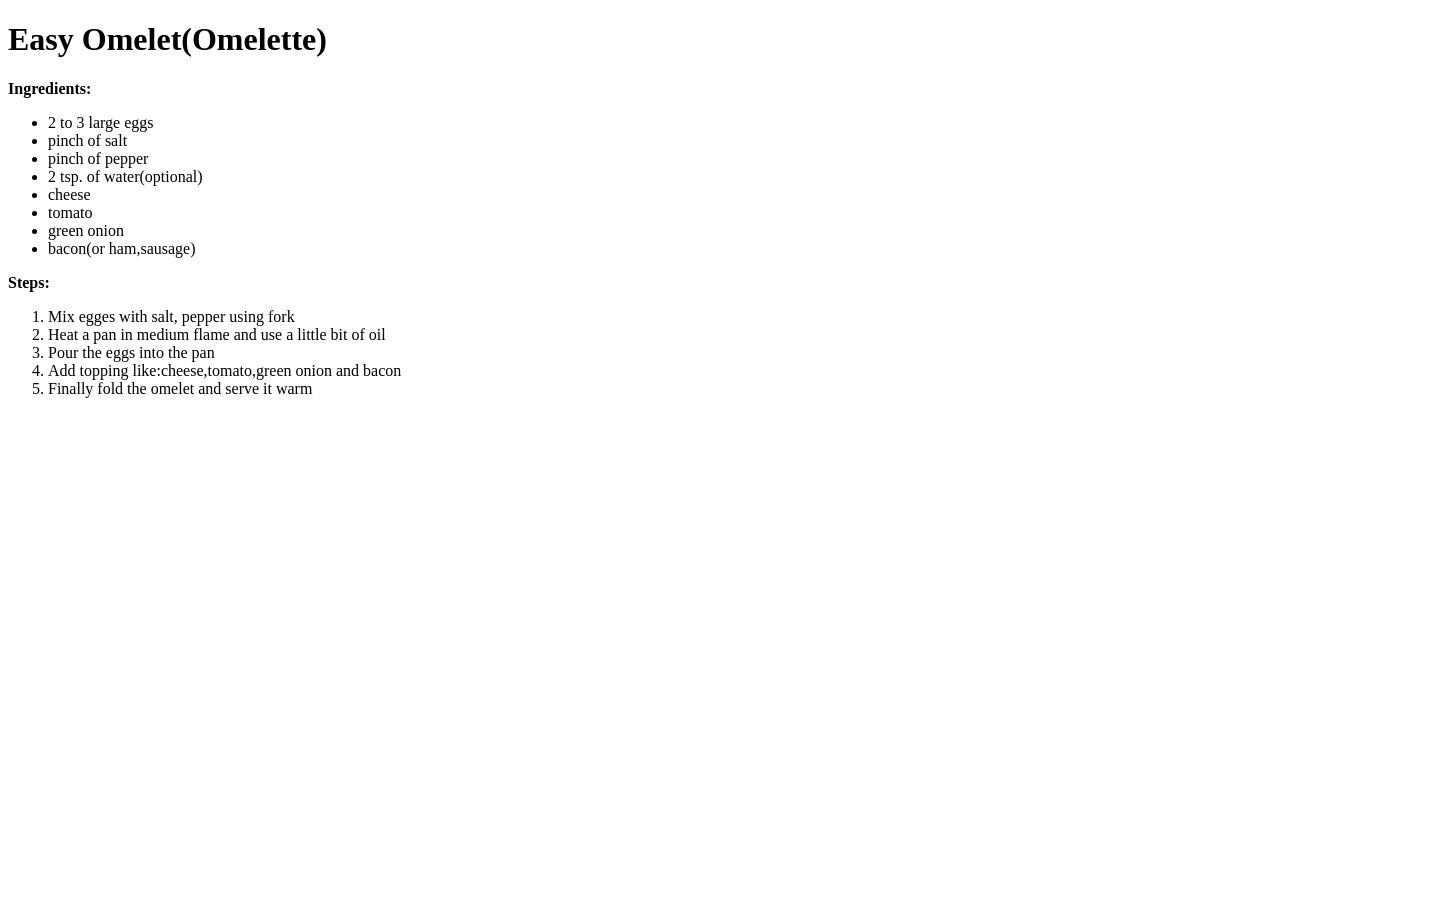 Easy Omelet(Omelette)
Ingredients:
2 to 3 large eggs
pinch of salt
pinch of pepper
2 tsp. of water(optional)
cheese
tomato
green onion
bacon(or ham,sausage)
Steps:
1. Mix egges with salt, pepper using fork
2. Heat a pan in medium flame and use a little bit of oil
3. Pour the eggs into the pan
4. Add topping like:cheese,tomato,green onion and bacon
5. Finally fold the omelet and serve it warm